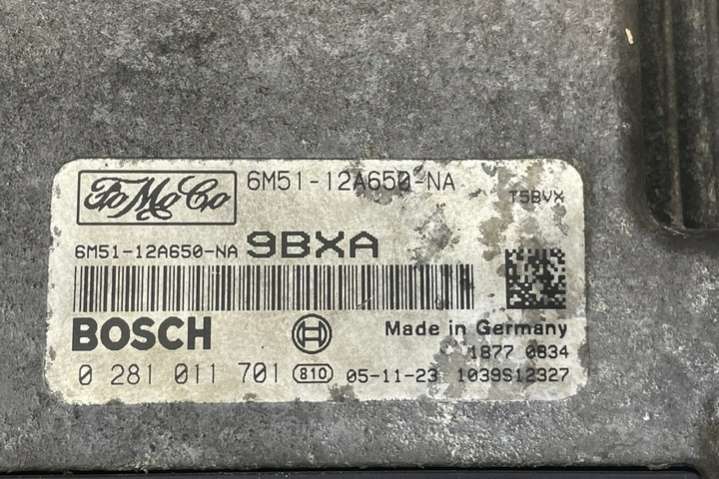 FoMoCo 6M51-12A650-NA
T5BVX
6M51-12A650-NA 9BXA
BOSCH Made in Germany
1877 0834
0 281 011 701 810 05-11-23 1039S12327